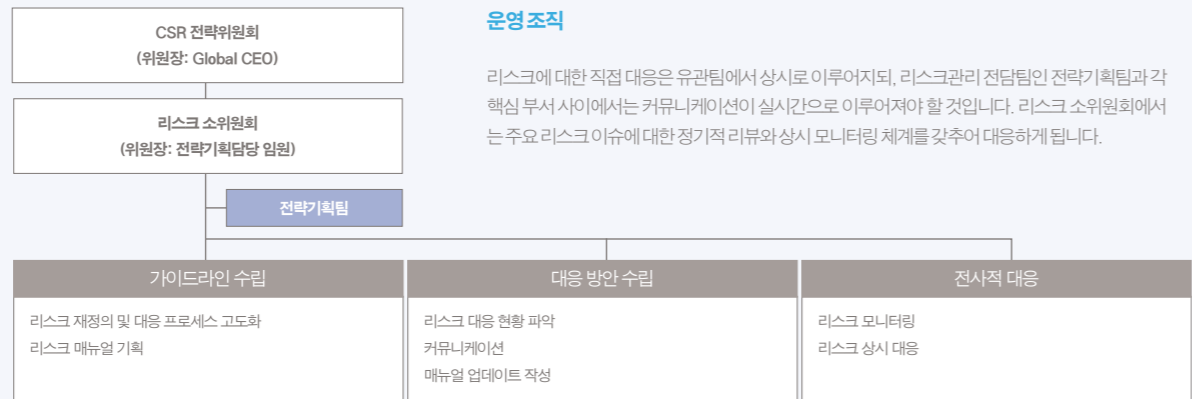 CSR 전략위원회
(위원장: Global CEO)
리스크 소위원회
(위원장: 전략기획담당 임원)
전략기획팀
운영 조직
리스크에 대한 직접 대응은 유관팀에서 상시로 이루어지되, 리스크관리 전담팀인 전략기획팀과 각
핵심 부서 사이에서는 커뮤니케이션이 실시간으로 이루어져야 할 것입니다. 리스크 소위원회에서
는 주요 리스크 이슈에 대한 정기적 리뷰와 상시 모니터링 체계를 갖추어 대응하게 됩니다.
가이드라인 수립
리스크 재정의 및 대응 프로세스 고도화
리스크 매뉴얼 기획
대응 방안 수립
리스크 대응 현황 파악
커뮤니케이션
매뉴얼 업데이트 작성
전사적 대응
리스크 모니터링
리스크 상시 대응